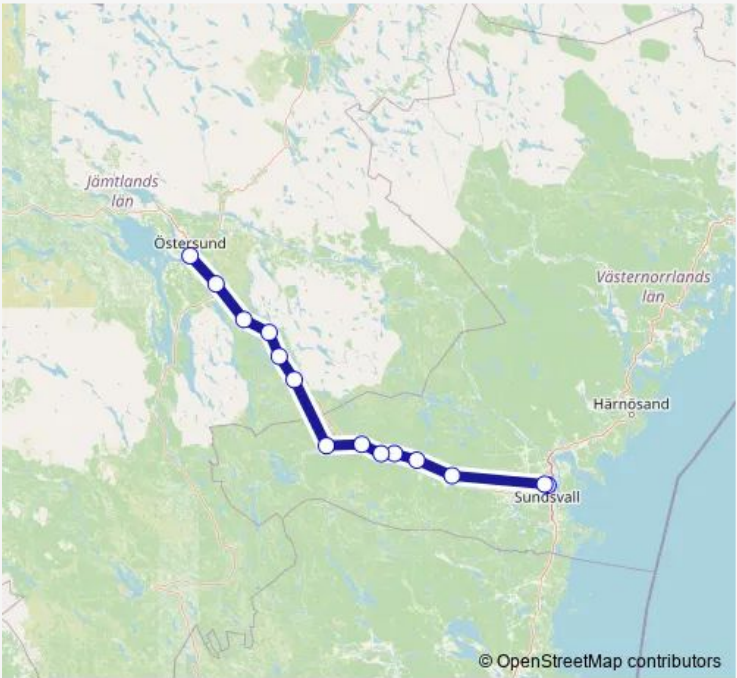 Jämtlands
län
Östersund
Västernorrlands
län
Härnösand
Sundsvall
© OpenStreetMap contributors